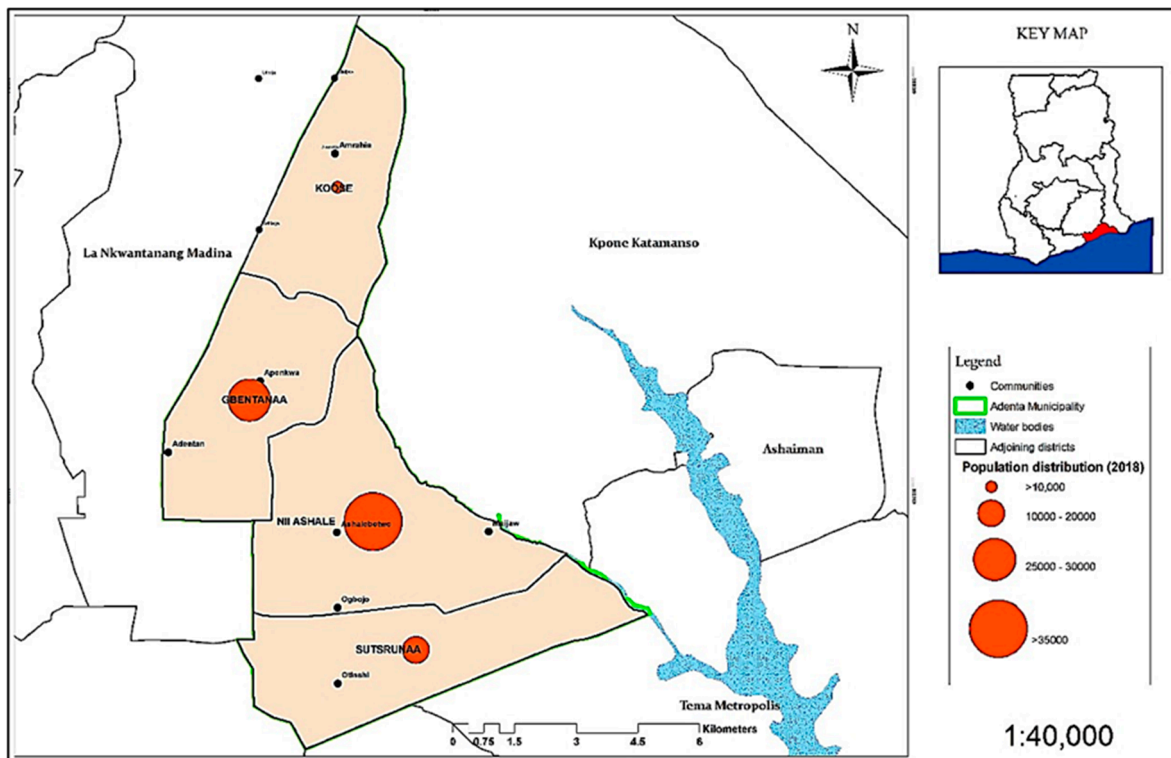 N
KEY MAP
Amrahia
KOOSE
La Nkwantanang Madina
Kpone Katamanso
Apenkwa
GBENTANAA
Adentan
Ashaiman
NII ASHALE
Ashalebotwe
Ogbojo
SUTSRUNAA
Otinshi
Tema Metropolis
Kilometers
0 0.75 1.5 3 4.5 6
Legend
Communities
Adenta Municipality
Water bodies
Adjoining districts
Population distribution (2018)
>10,000
10000 - 20000
25000 - 30000
>35000
1:40,000